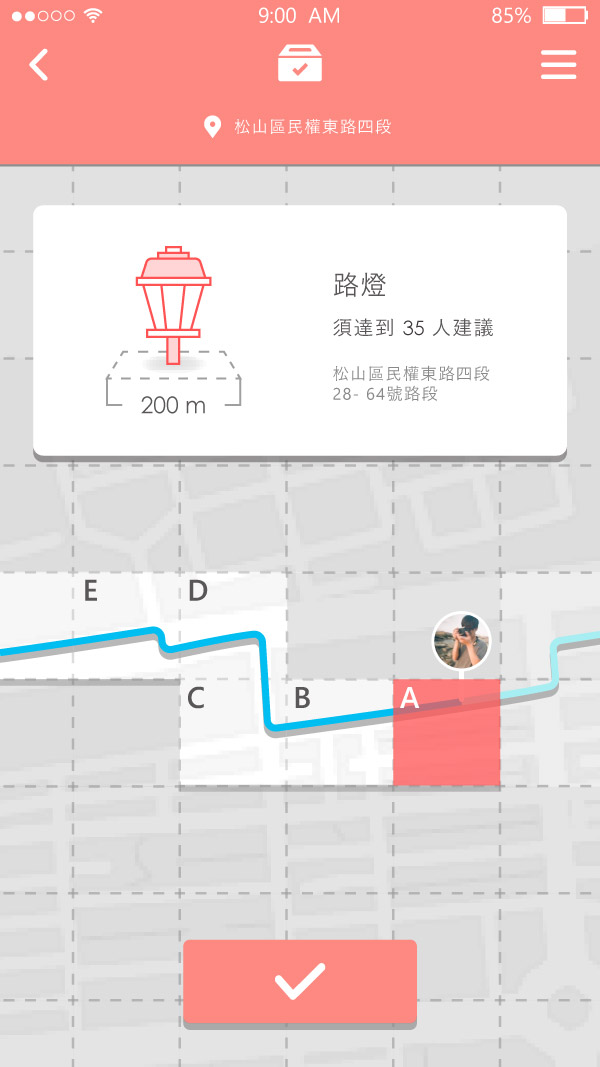 9:00 AM
85%
松山區民權東路四段
路燈
須達到 35 人建議
松山區民權東路四段
28- 64號路段
200 m
E
D
C
B
A